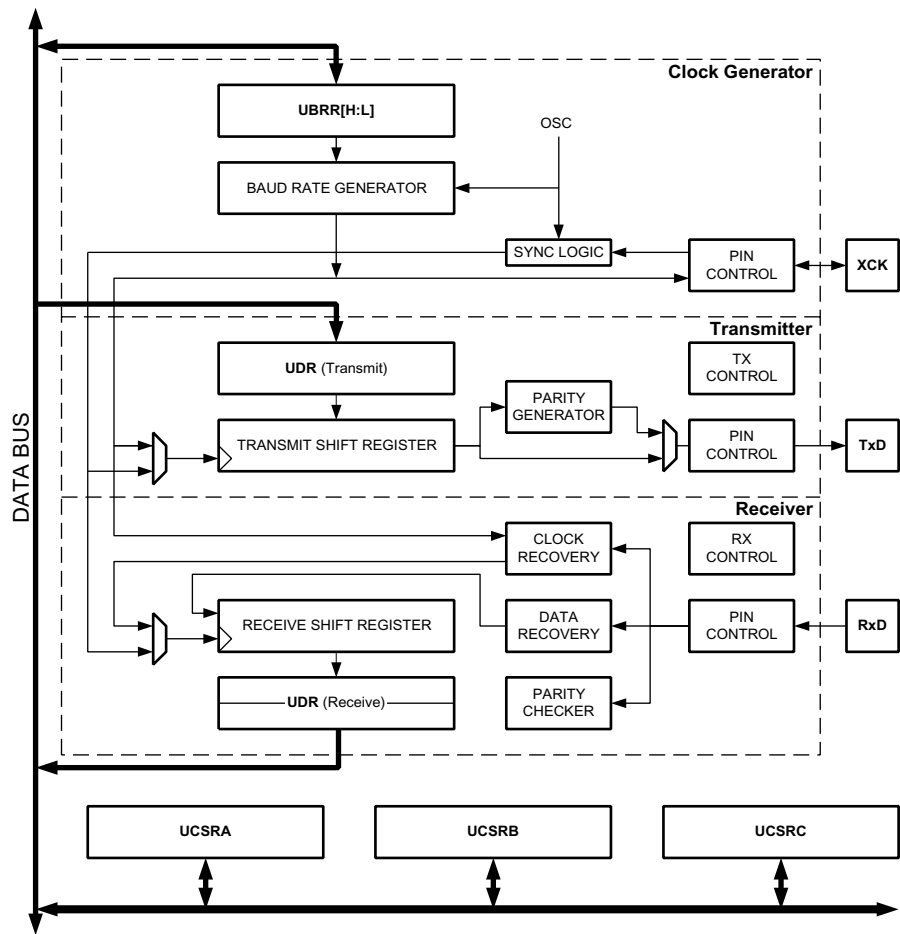 Clock Generator
UBRR[H:L]
OSC
BAUD RATE GENERATOR
SYNC LOGIC
PIN
CONTROL
XCK
DATA BUS
Transmitter
UDR (Transmit)
TX
CONTROL
PARITY
GENERATOR
TRANSMIT SHIFT REGISTER
PIN
CONTROL
TxD
Receiver
CLOCK
RECOVERY
RX
CONTROL
RECEIVE SHIFT REGISTER
DATA
RECOVERY
PIN
CONTROL
RxD
UDR (Receive)
PARITY
CHECKER
UCSRA
UCSRB
UCSRC